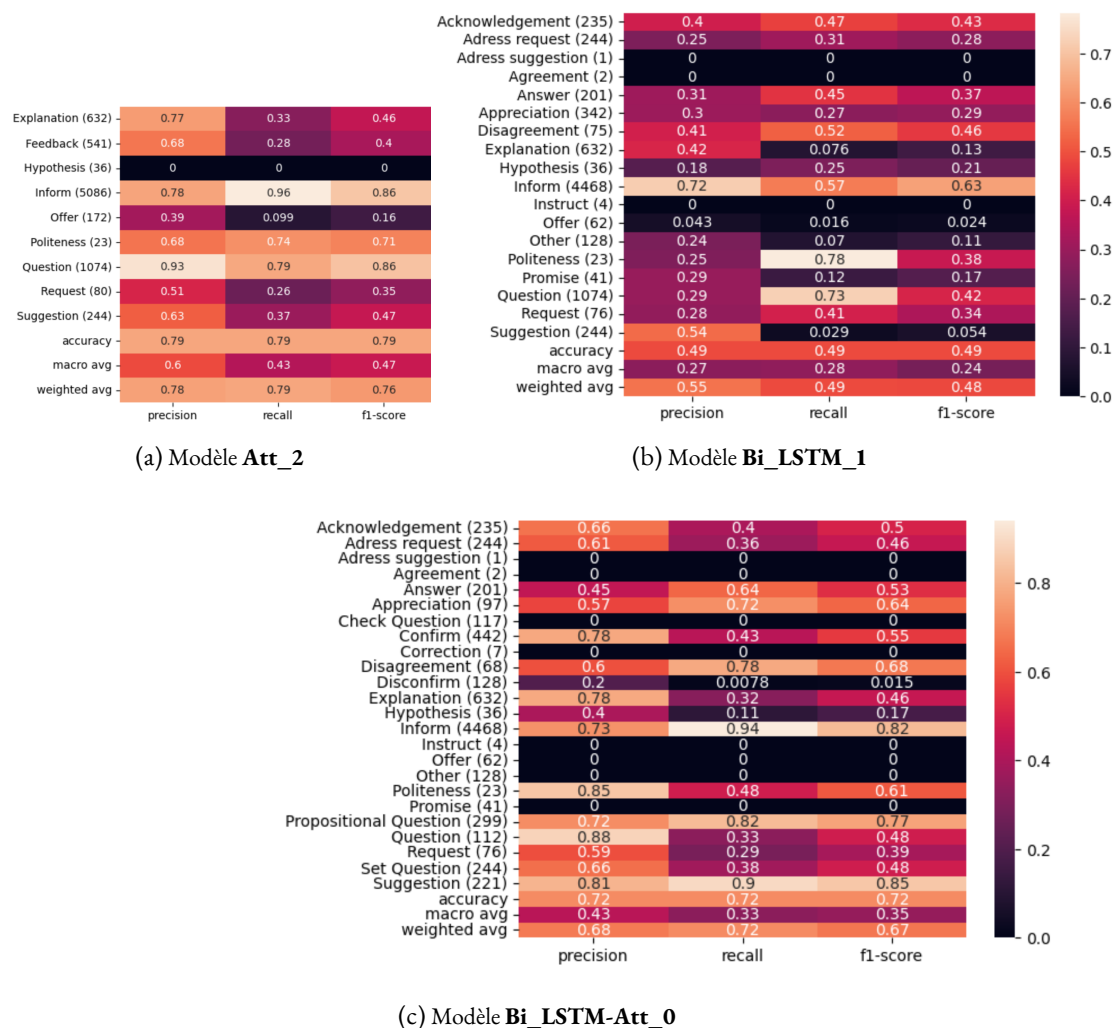 Explanation (632) 0.77 0.33 0.46
Feedback (541) 0.68 0.28 0.4
Hypothesis (36) 0 0 0
Inform (5086) 0.78 0.96 0.86
Offer (172) 0.39 0.099 0.16
Politeness (23) 0.68 0.74 0.71
Question (1074) 0.93 0.79 0.86
Request (80) 0.51 0.26 0.35
Suggestion (244) 0.63 0.37 0.47
accuracy 0.79 0.79 0.79
macro avg 0.6 0.43 0.47
weighted avg 0.78 0.79 0.76
precision recall f1-score
(a) Modèle Att_2
Acknowledgement (235) 0.4 0.47 0.43
Adress request (244) 0.25 0.31 0.28
Adress suggestion (1) 0 0 0
Agreement (2) 0 0 0
Answer (201) 0.31 0.45 0.37
Appreciation (342) 0.3 0.27 0.29
Disagreement (75) 0.41 0.52 0.46
Explanation (632) 0.42 0.076 0.13
Hypothesis (36) 0.18 0.25 0.21
Inform (4468) 0.72 0.57 0.63
Instruct (4) 0 0 0
Offer (62) 0.043 0.016 0.024
Other (128) 0.24 0.07 0.11
Politeness (23) 0.25 0.78 0.38
Promise (41) 0.29 0.12 0.17
Question (1074) 0.29 0.73 0.42
Request (76) 0.28 0.41 0.34
Suggestion (244) 0.54 0.029 0.054
accuracy 0.49 0.49 0.49
macro avg 0.27 0.28 0.24
weighted avg 0.55 0.49 0.48
precision recall f1-score
0.7
0.6
0.5
0.4
0.3
0.2
0.1
0.0
(b) Modèle Bi_LSTM_1
Acknowledgement (235) 0.66 0.4 0.5
Adress request (244) 0.61 0.36 0.46
Adress suggestion (1) 0 0 0
Agreement (2) 0 0 0
Answer (201) 0.45 0.64 0.53
Appreciation (97) 0.57 0.72 0.64
Check Question (117) 0 0 0
Confirm (442) 0.78 0.43 0.55
Correction (7) 0 0 0
Disagreement (68) 0.6 0.78 0.68
Disconfirm (128) 0.2 0.0078 0.015
Explanation (632) 0.78 0.32 0.46
Hypothesis (36) 0.4 0.11 0.17
Inform (4468) 0.73 0.94 0.82
Instruct (4) 0 0 0
Offer (62) 0 0 0
Other (128) 0 0 0
Politeness (23) 0.85 0.48 0.61
Promise (41) 0 0 0
Propositional Question (299) 0.72 0.82 0.77
Question (112) 0.88 0.33 0.48
Request (76) 0.59 0.29 0.39
Set Question (244) 0.66 0.38 0.48
Suggestion (221) 0.81 0.9 0.85
accuracy 0.72 0.72 0.72
macro avg 0.43 0.33 0.35
weighted avg 0.68 0.72 0.67
precision recall f1-score
0.8
0.6
0.4
0.2
0.0
(c) Modèle Bi_LSTM-Att_0